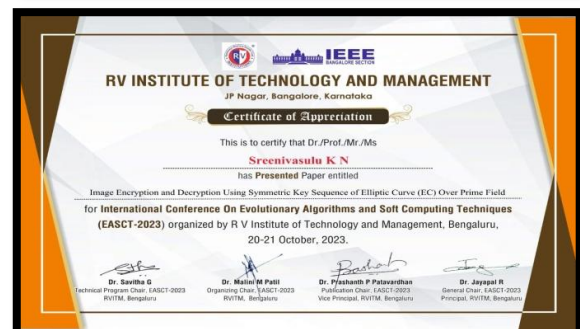 RV
IEEE
BANGALORE SECTION
RV INSTITUTE OF TECHNOLOGY AND MANAGEMENT
JP Nagar, Bangalore, Karnataka
Certificate of Appreciation
This is to certify that Dr./Prof./Mr./Ms
Sreenivasulu K N
has Presented Paper entitled
Image Encryption and Decryption Using Symmetric Key Sequence of Elliptic Curve (EC) Over Prime Field
for International Conference On Evolutionary Algorithms and Soft Computing Techniques
(EASCT-2023) organized by R V Institute of Technology and Management, Bengaluru,
20-21 October, 2023.
Dr. Savitha G
Technical Program Chair, EASCT-2023
RVITM, Bengaluru
Dr. Malini M Patil
Organizing Chair, EASCT-2023
RVITM, Bengaluru
Dr. Prashanth P Patavardhan
Publication Chair, EASCT-2023
Vice Principal, RVITM, Bengaluru
Dr. Jayapal R
General Chair, EASCT-2023
Principal, RVITM, Bengaluru